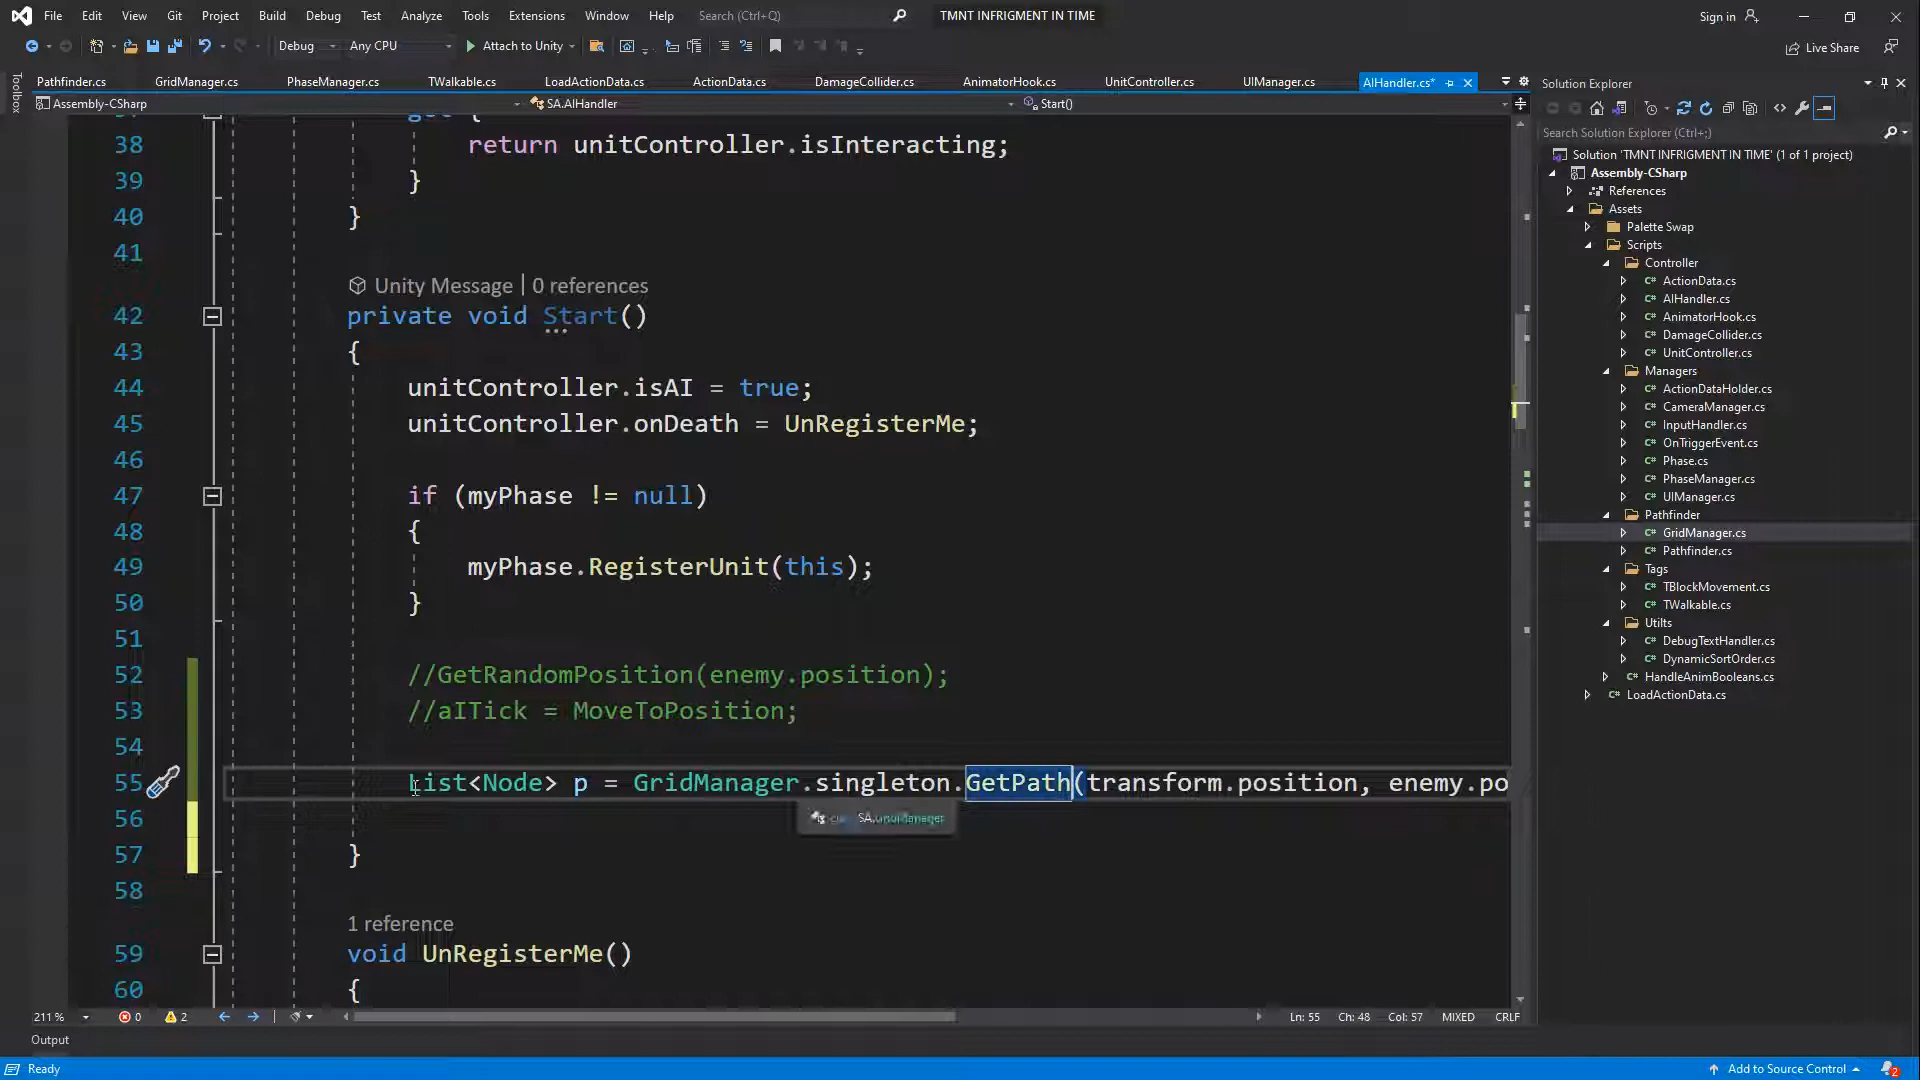 File Edit View Git Project Build Debug Test Analyze Tools Extensions Window Help Search (Ctrl+Q) TMNT INFRIGMENT IN TIME Sign in
Debug Any CPU Attach to Unity Live Share
Toolbox
Pathfinder.cs GridManager.cs PhaseManager.cs TWalkable.cs LoadActionData.cs ActionData.cs DamageCollider.cs AnimatorHook.cs UnitController.cs UIManager.cs AIHandler.cs*
Assembly-CSharp SA.AIHandler Start()
38 return unitController.isInteracting;
39 }
40 }
41
Unity Message | 0 references
42 private void Start()
43 {
44 unitController.isAI = true;
45 unitController.onDeath = UnRegisterMe;
46
47 if (myPhase != null)
48 {
49 myPhase.RegisterUnit(this);
50 }
51
52 //GetRandomPosition(enemy.position);
53 //aITick = MoveToPosition;
54
55 List<Node> p = GridManager.singleton.GetPath(transform.position, enemy.po
56
57 }
58
1 reference
59 void UnRegisterMe()
60 {
211 % 0 2 Ln: 55 Ch: 48 Col: 57 MIXED CRLF
Output
Ready Add to Source Control 2
Solution Explorer
Search Solution Explorer (Ctrl+;)
Solution 'TMNT INFRIGMENT IN TIME' (1 of 1 project)
Assembly-CSharp
References
Assets
Palette Swap
Scripts
Controller
C# ActionData.cs
C# AIHandler.cs
C# AnimatorHook.cs
C# DamageCollider.cs
C# UnitController.cs
Managers
C# ActionDataHolder.cs
C# CameraManager.cs
C# InputHandler.cs
C# OnTriggerEvent.cs
C# Phase.cs
C# PhaseManager.cs
C# UIManager.cs
Pathfinder
C# GridManager.cs
C# Pathfinder.cs
Tags
C# TBlockMovement.cs
C# TWalkable.cs
Utilts
C# DebugTextHandler.cs
C# DynamicSortOrder.cs
C# HandleAnimBooleans.cs
C# LoadActionData.cs